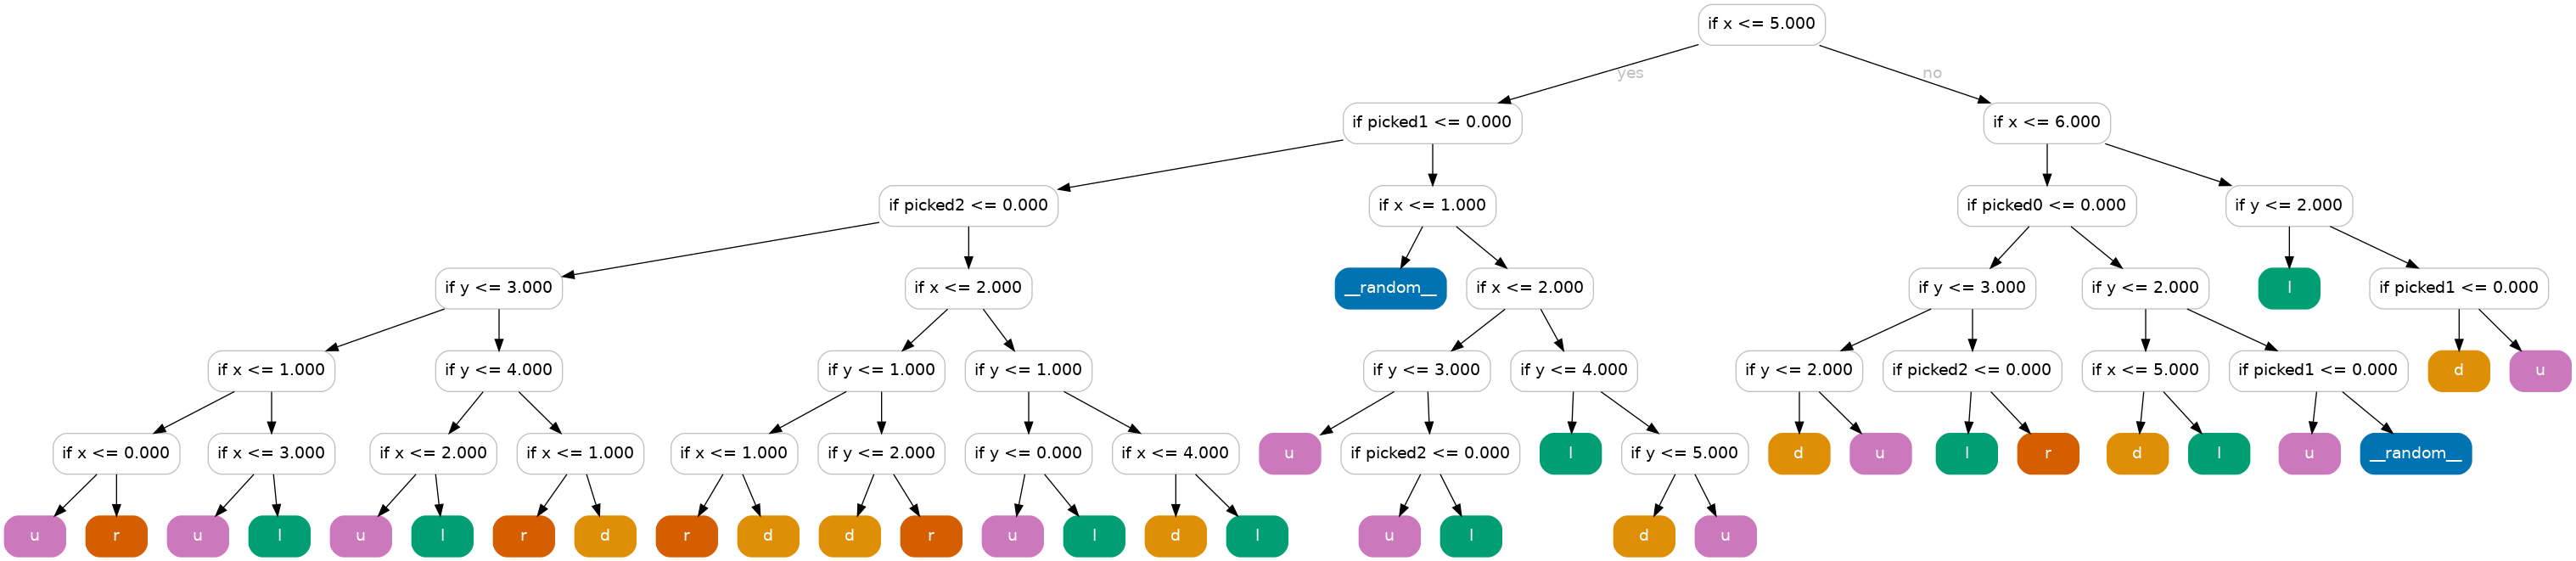 if x <= 5.000
yes
no
if picked1 <= 0.000
if x <= 6.000
if picked2 <= 0.000
if x <= 1.000
if picked0 <= 0.000
if y <= 2.000
if y <= 3.000
if x <= 2.000
__random__
if x <= 2.000
if y <= 3.000
if y <= 2.000
l
if picked1 <= 0.000
if x <= 1.000
if y <= 4.000
if y <= 1.000
if y <= 1.000
if y <= 3.000
if y <= 4.000
if y <= 2.000
if picked2 <= 0.000
if x <= 5.000
if picked1 <= 0.000
d
u
if x <= 0.000
if x <= 3.000
if x <= 2.000
if x <= 1.000
if x <= 1.000
if y <= 2.000
if y <= 0.000
if x <= 4.000
u
if picked2 <= 0.000
l
if y <= 5.000
d
u
l
r
d
l
u
__random__
u
r
u
l
u
l
r
d
r
d
d
r
u
l
d
l
u
l
d
u